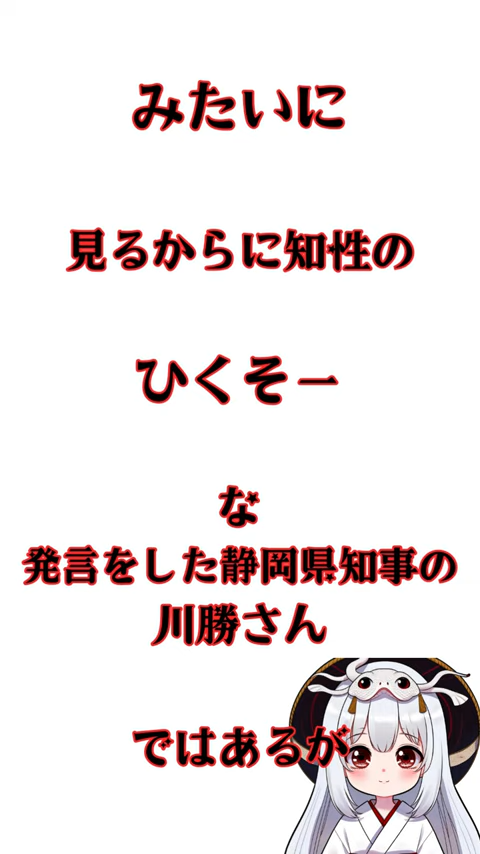 みたいに
見るからに知性の
ひくそー
な
発言をした静岡県知事の
川勝さん
ではあるが